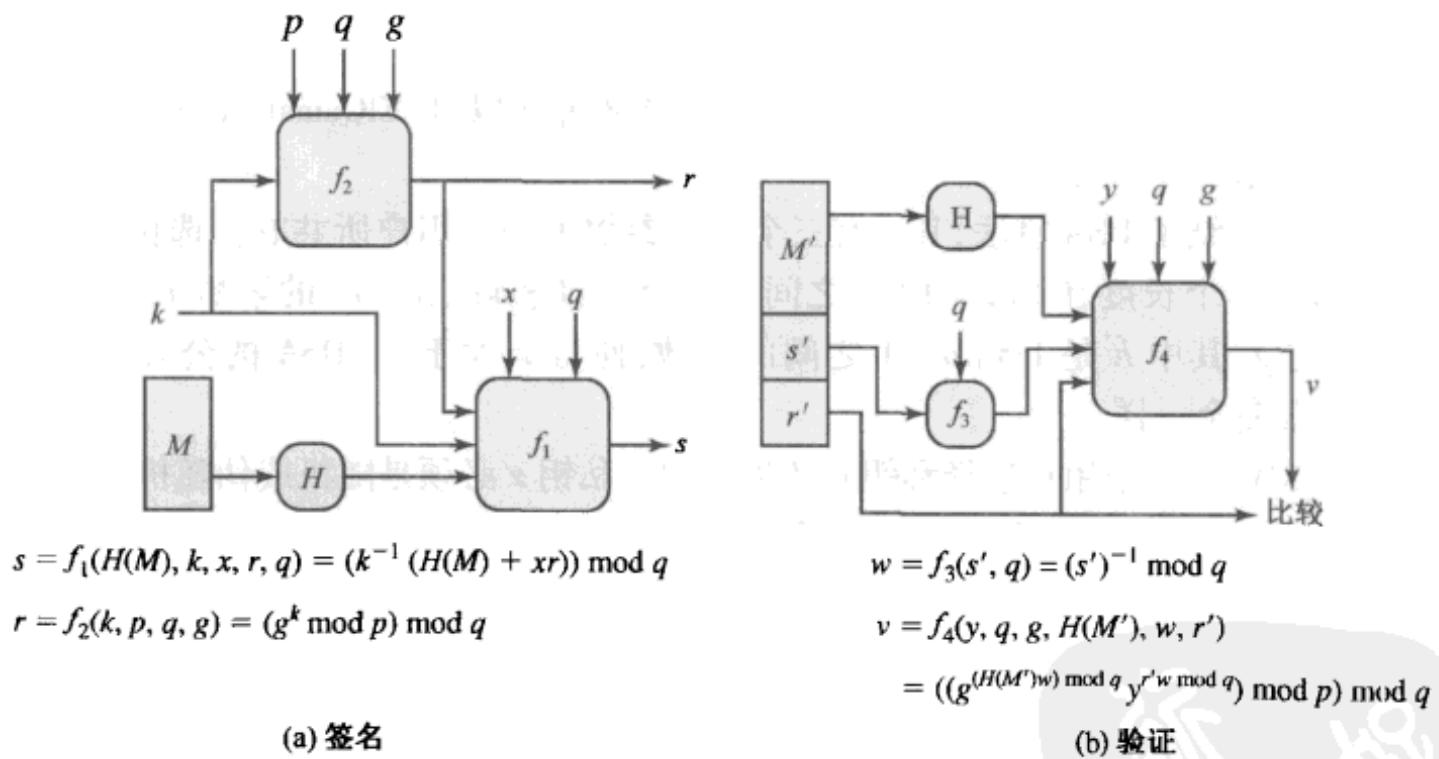 p q g
f₂
r
k
x q
M
H
f₁
s
s = f₁(H(M), k, x, r, q) = (k⁻¹ (H(M) + xr)) mod q
r = f₂(k, p, q, g) = (gᵏ mod p) mod q
(a) 签名
M'
s'
r'
H
y q g
q
f₃
f₄
v
比较
w = f₃(s', q) = (s')⁻¹ mod q
v = f₄(y, q, g, H(M'), w, r')
= ((g^{(H(M')w) mod q} y^{r'w mod q}) mod p) mod q
(b) 验证